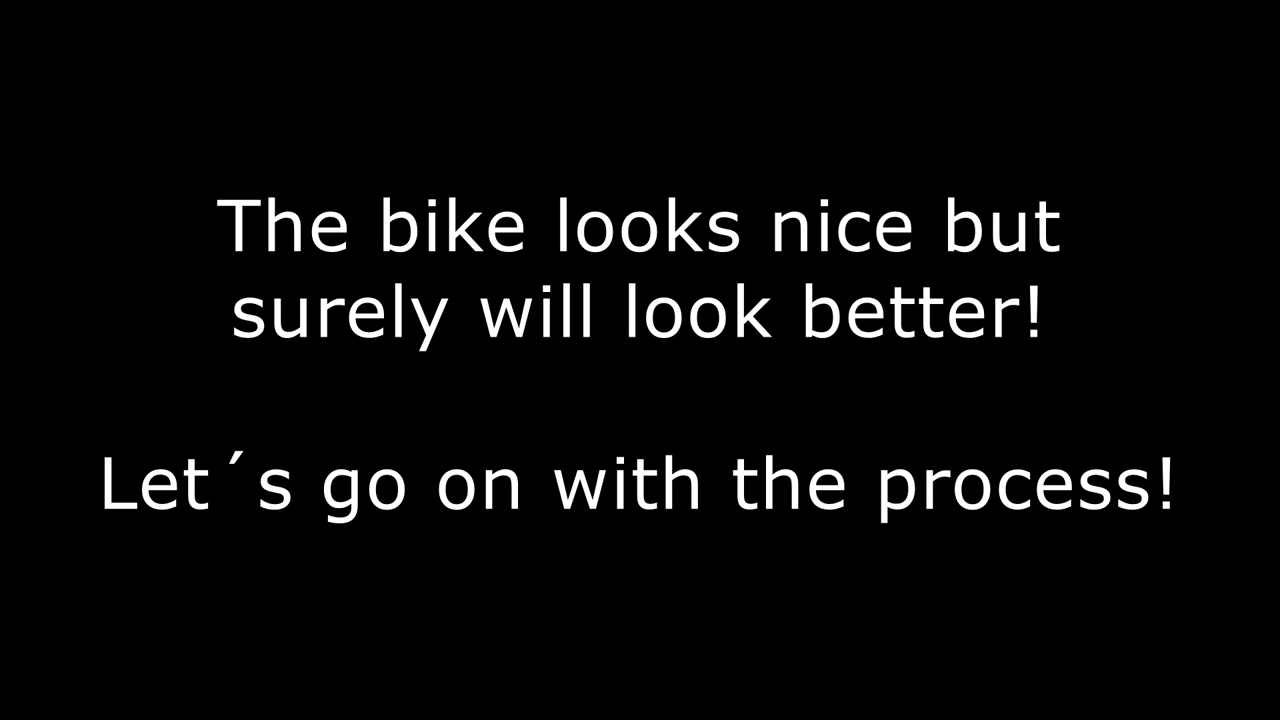 The bike looks nice but
surely will look better!
Let´s go on with the process!